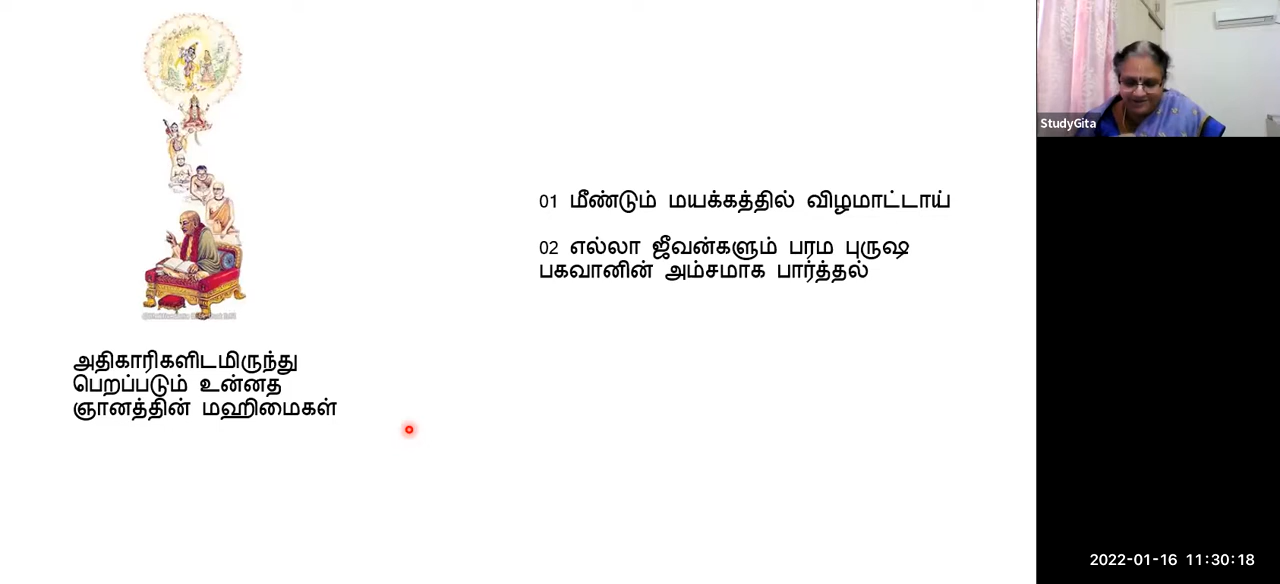 01 மீண்டும் மயக்கத்தில் விழமாட்டாய்
02 எல்லா ஜீவன்களும் பரம புருஷ
பகவானின் அம்சமாக பார்த்தல்
அதிகாரிகளிடமிருந்து
பெறப்படும் உன்னத
ஞானத்தின் மஹிமைகள்
StudyGita
2022-01-16 11:30:18